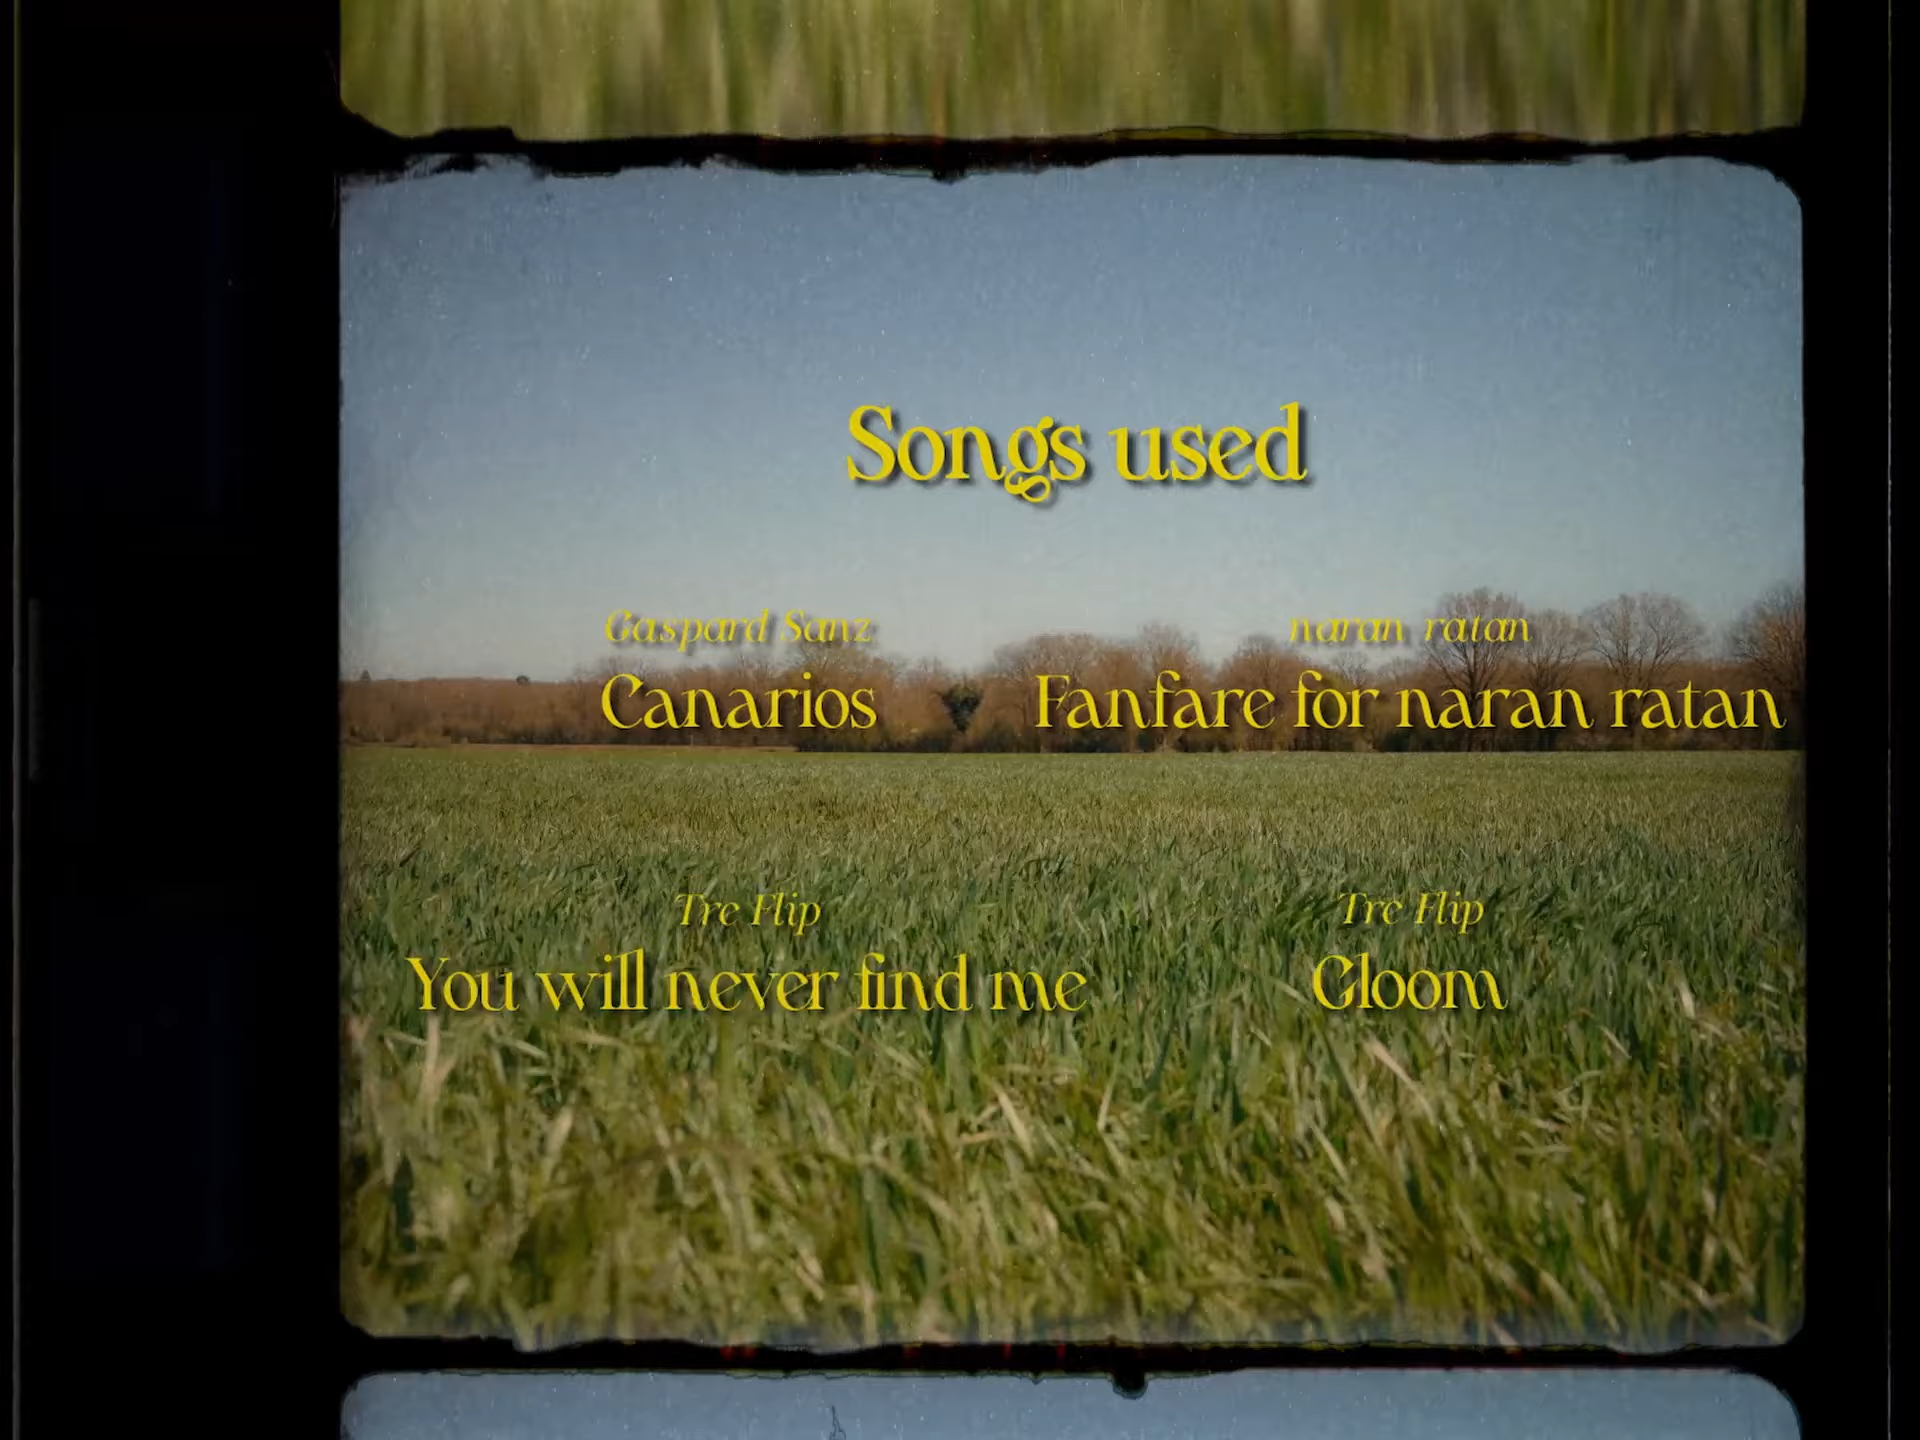 Songs used
Gaspard Sanz
Canarios
naran ratan
Fanfare for naran ratan
Tre Flip
You will never find me
Tre Flip
Gloom